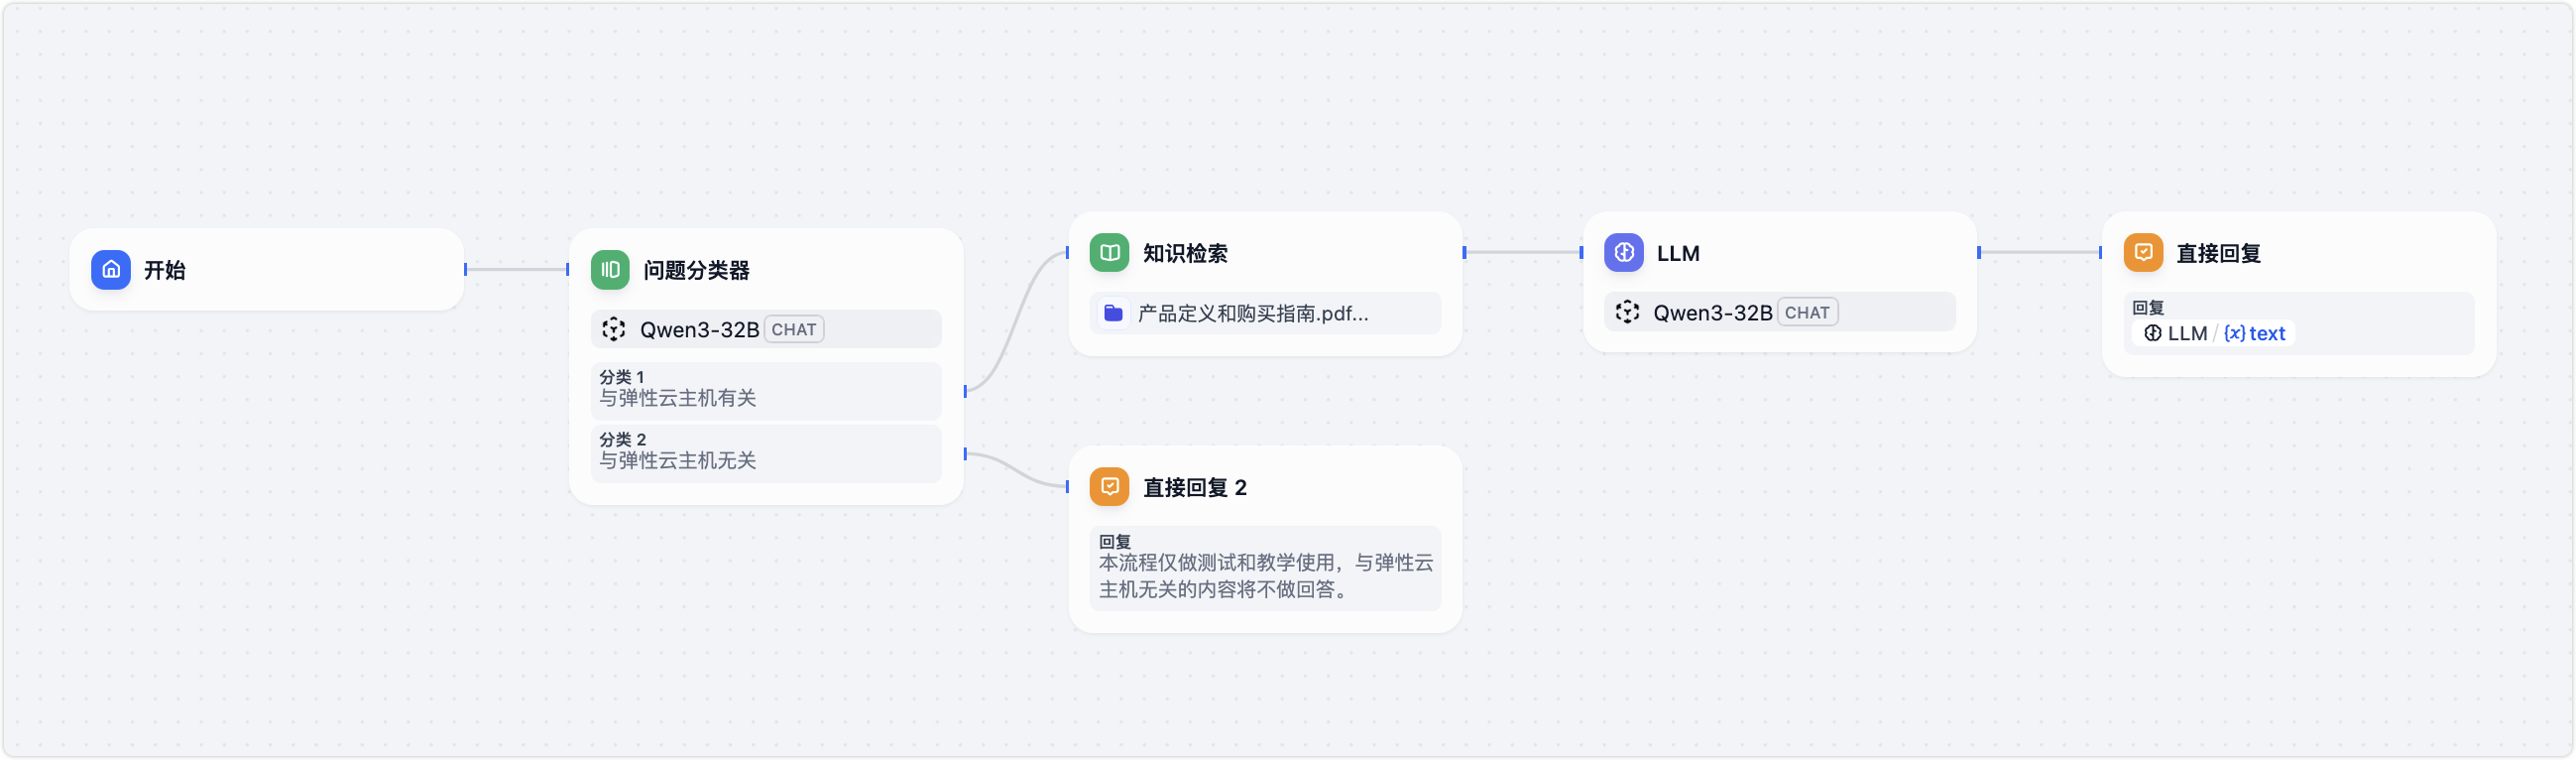 开始
问题分类器
Qwen3-32B CHAT
分类 1
与弹性云主机有关
分类 2
与弹性云主机无关
知识检索
产品定义和购买指南.pdf...
LLM
Qwen3-32B CHAT
直接回复
回复
LLM / {x} text
直接回复 2
回复
本流程仅做测试和教学使用，与弹性云
主机无关的内容将不做回答。